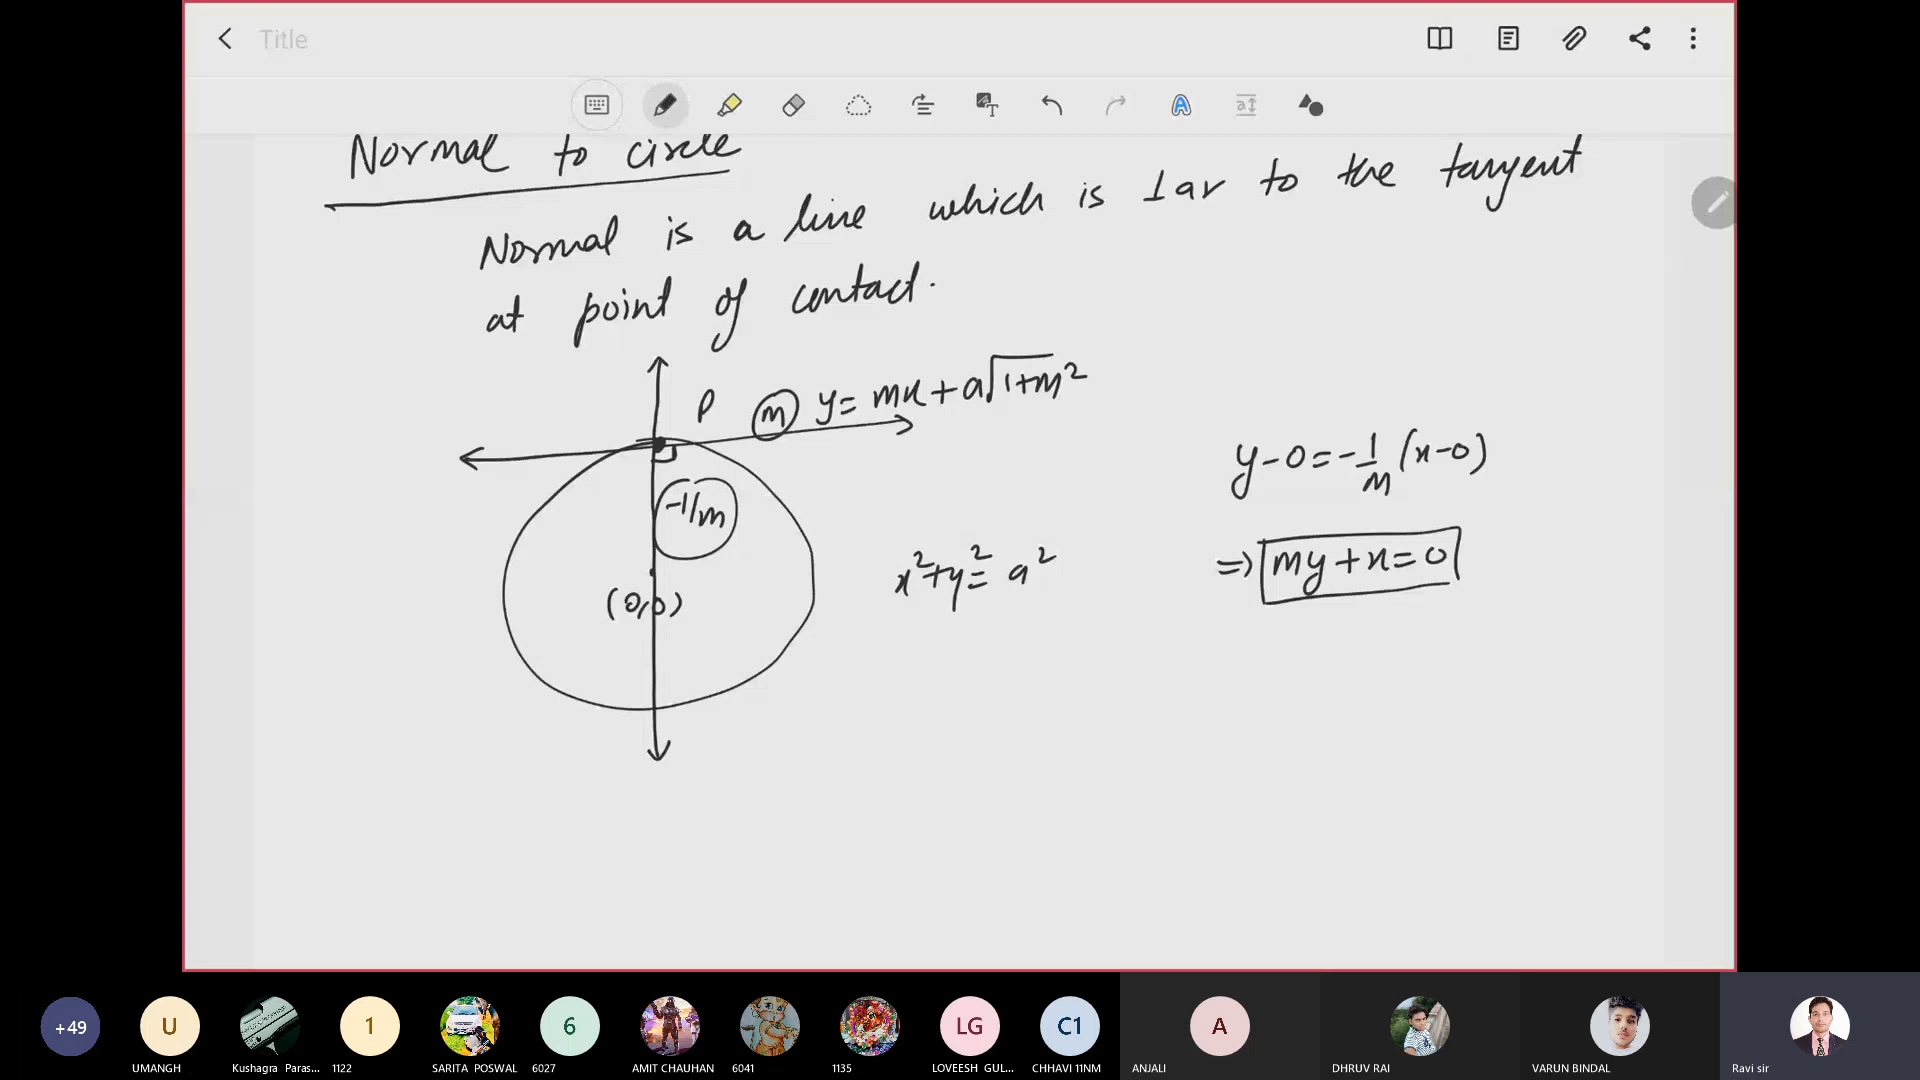 Title
Normal to circle
Normal is a line which is ⊥ar to the tangent
at point of contact.
P m y = mx + a√1+m²
y-0 = -1/m (x-0)
-1/m
x²+y² = a²
⇒ my + x = 0
(0,0)
+49 U 1 6 LG C1 A
UMANGH Kushagra Paras... 1122 SARITA POSWAL 6027 AMIT CHAUHAN 6041 1135 LOVEESH GUL... CHHAVI 11NM ANJALI DHRUV RAI VARUN BINDAL Ravi sir